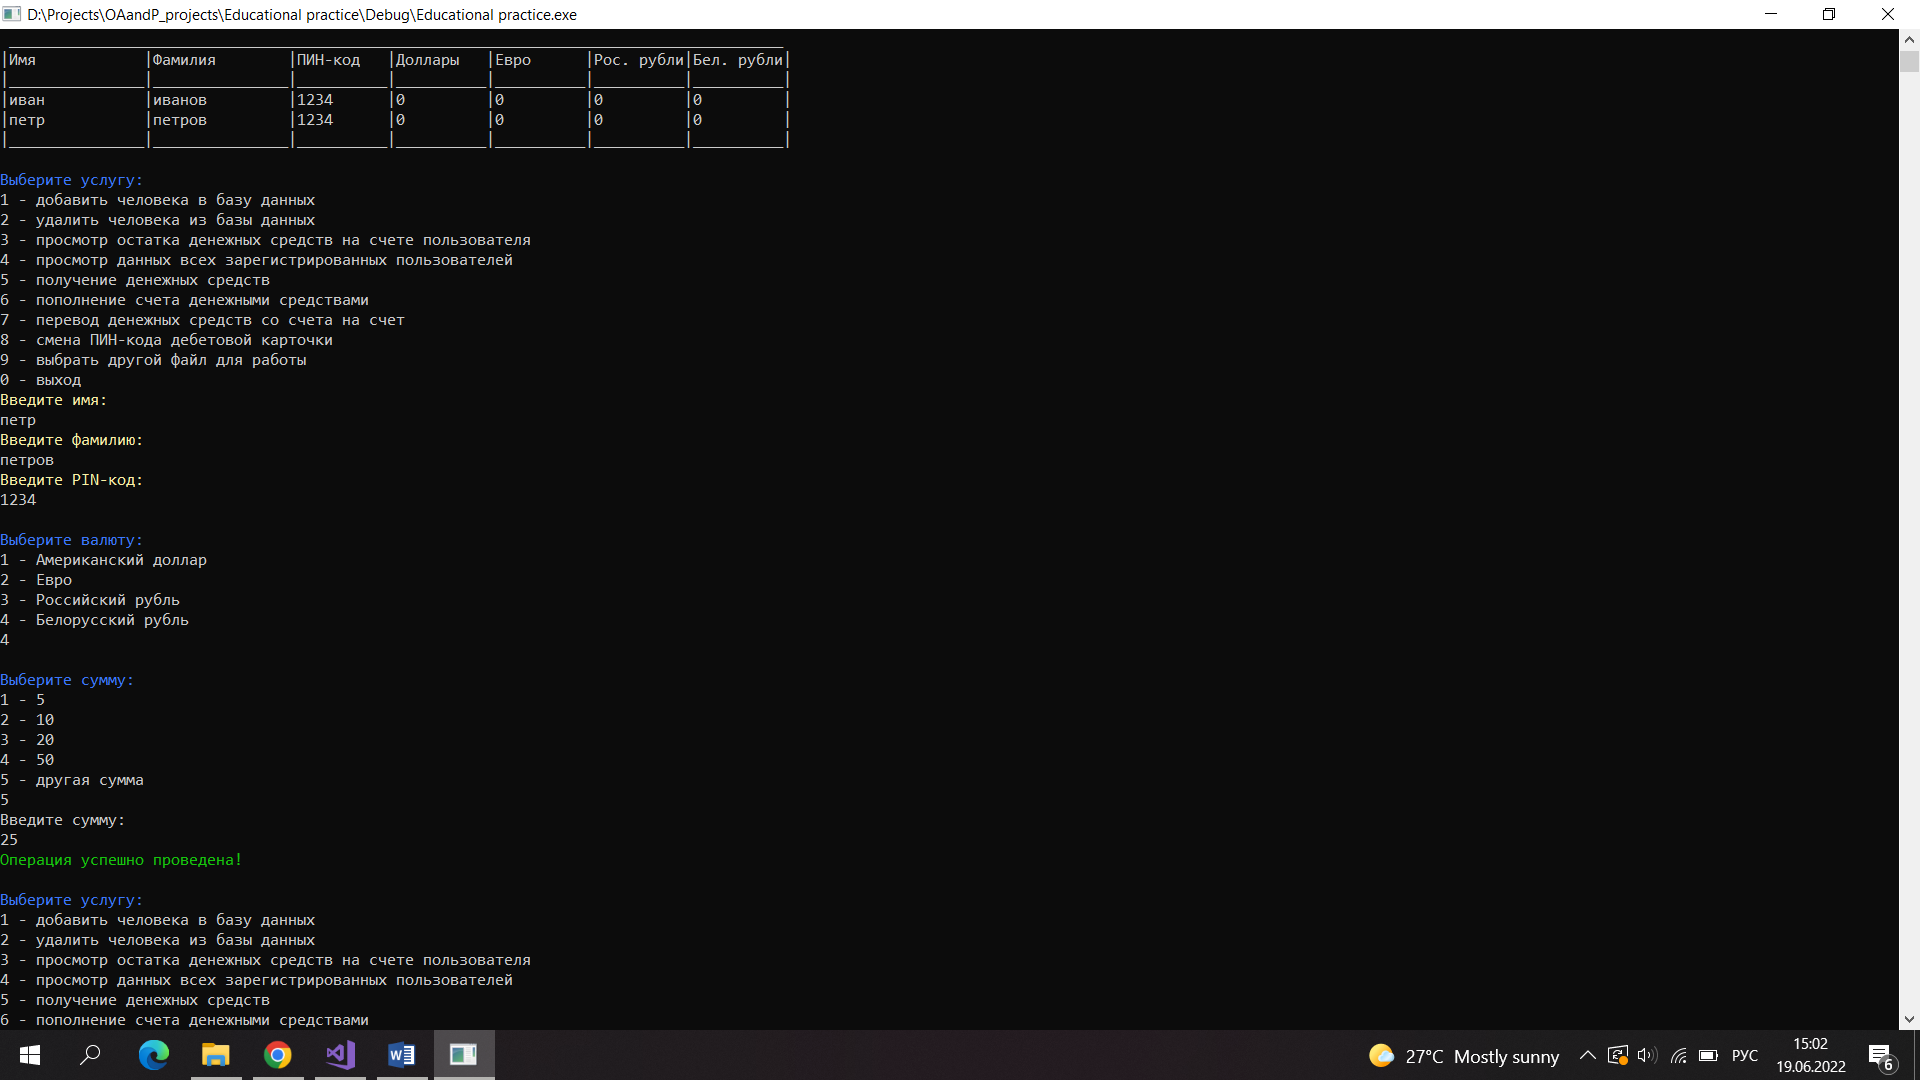 D:\Projects\OAandP_projects\Educational practice\Debug\Educational practice.exe
|Имя |Фамилия |ПИН-код |Доллары |Евро |Рос. рубли|Бел. рубли|
|иван |иванов |1234 |0 |0 |0 |0 |
|петр |петров |1234 |0 |0 |0 |0 |
Выберите услугу:
1 - добавить человека в базу данных
2 - удалить человека из базы данных
3 - просмотр остатка денежных средств на счете пользователя
4 - просмотр данных всех зарегистрированных пользователей
5 - получение денежных средств
6 - пополнение счета денежными средствами
7 - перевод денежных средств со счета на счет
8 - смена ПИН-кода дебетовой карточки
9 - выбрать другой файл для работы
0 - выход
Введите имя:
петр
Введите фамилию:
петров
Введите PIN-код:
1234
Выберите валюту:
1 - Американский доллар
2 - Евро
3 - Российский рубль
4 - Белорусский рубль
4
Выберите сумму:
1 - 5
2 - 10
3 - 20
4 - 50
5 - другая сумма
5
Введите сумму:
25
Операция успешно проведена!
Выберите услугу:
1 - добавить человека в базу данных
2 - удалить человека из базы данных
3 - просмотр остатка денежных средств на счете пользователя
4 - просмотр данных всех зарегистрированных пользователей
5 - получение денежных средств
6 - пополнение счета денежными средствами
27°C Mostly sunny
РУС
15:02
19.06.2022
6